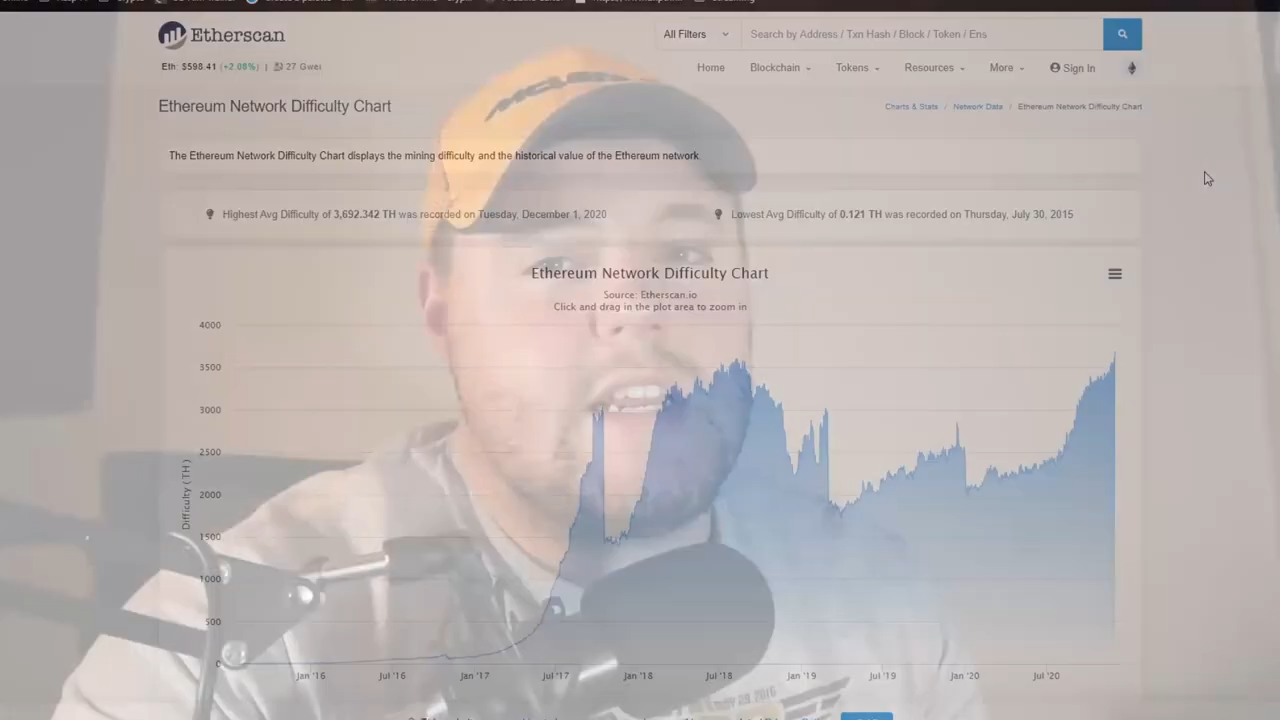 Etherscan
All Filters
Search by Address / Txn Hash / Block / Token / Ens
Eth: $598.41 (+2.08%) | 27 Gwei
Home Blockchain Tokens Resources More Sign In
Ethereum Network Difficulty Chart
Charts & Stats / Network Data / Ethereum Network Difficulty Chart
The Ethereum Network Difficulty Chart displays the mining difficulty and the historical value of the Ethereum network
Highest Avg Difficulty of 3,692.342 TH was recorded on Tuesday, December 1, 2020
Lowest Avg Difficulty of 0.121 TH was recorded on Thursday, July 30, 2015
Ethereum Network Difficulty Chart
Source: Etherscan.io
Click and drag in the plot area to zoom in
Difficulty (TH)
4000
3500
3000
2500
2000
1500
1000
500
0
Jan '16 Jul '16 Jan '17 Jul '17 Jan '18 Jul '18 Jan '19 Jul '19 Jan '20 Jul '20